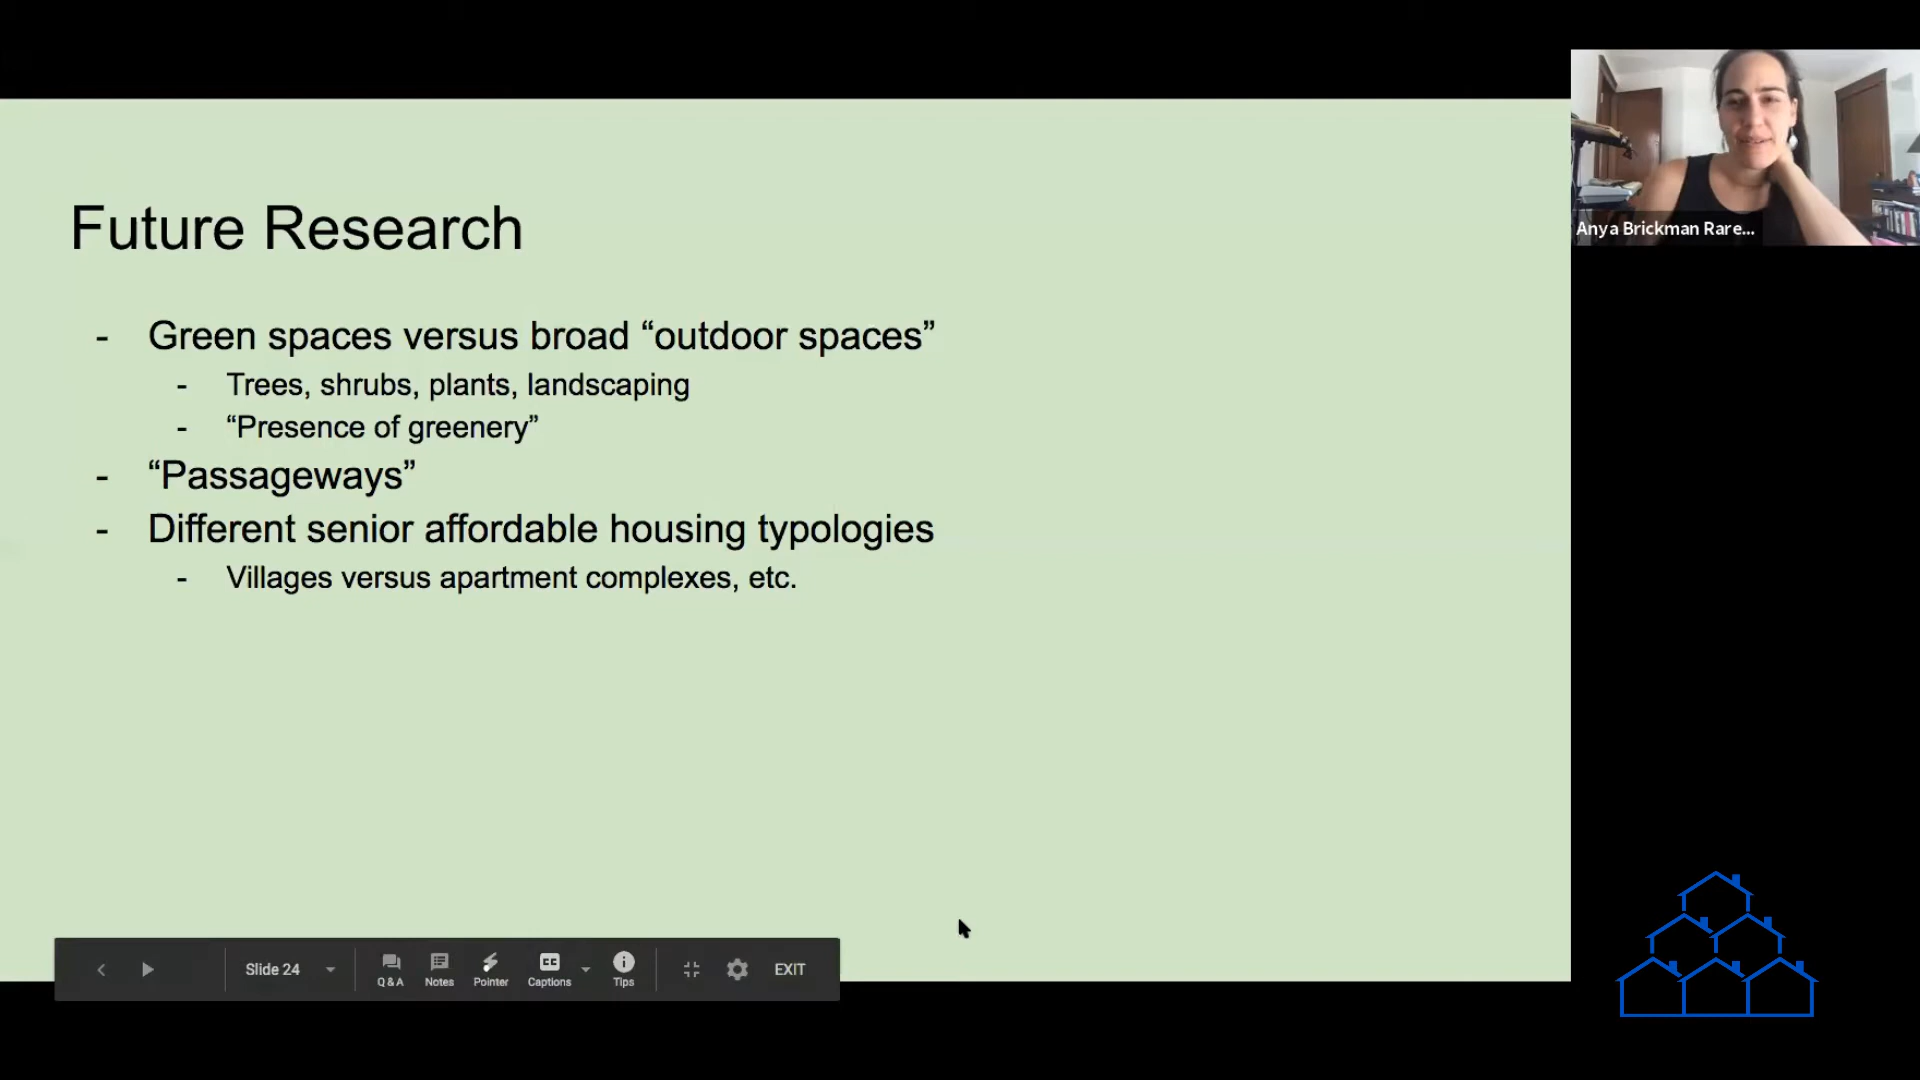 Future Research
- Green spaces versus broad “outdoor spaces”
- Trees, shrubs, plants, landscaping
- “Presence of greenery”
- “Passageways”
- Different senior affordable housing typologies
- Villages versus apartment complexes, etc.
Anya Brickman Rare...
Slide 24
Q & A
Notes
Pointer
CC
Captions
Tips
EXIT